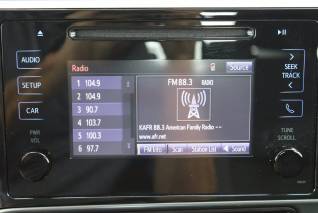 AUDIO
SETUP
CAR
PWR
VOL
SEEK
TRACK
TUNE
SCROLL
Radio
FM 88.3 RADIO
Source
1 104.9
2 104.9
3 90.7
4 103.7
5 100.3
6 97.7
KAFR 88.3 American Family Radio --
www.afr.net
Scan
Station List
Sound